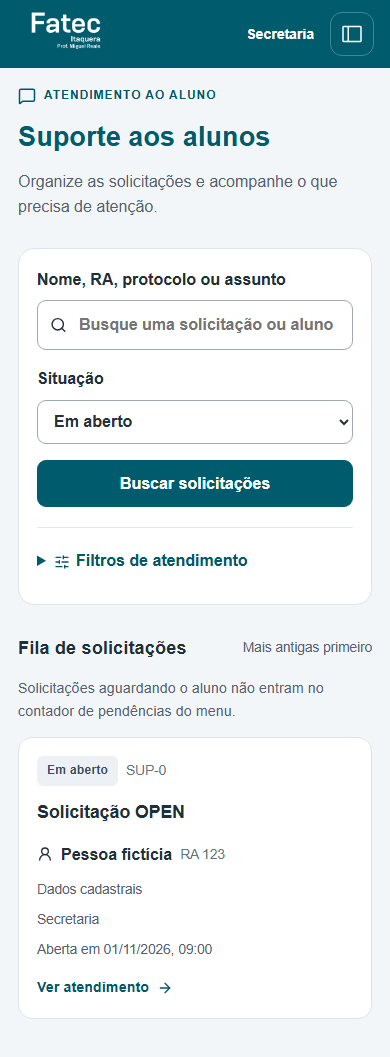 Fatec
Itaquera
Prof. Miguel Reale
Secretaria
ATENDIMENTO AO ALUNO
Suporte aos alunos
Organize as solicitações e acompanhe o que
precisa de atenção.
Nome, RA, protocolo ou assunto
Busque uma solicitação ou aluno
Situação
Em aberto
Buscar solicitações
Filtros de atendimento
Fila de solicitações
Mais antigas primeiro
Solicitações aguardando o aluno não entram no
contador de pendências do menu.
Em aberto SUP-0
Solicitação OPEN
Pessoa fictícia RA 123
Dados cadastrais
Secretaria
Aberta em 01/11/2026, 09:00
Ver atendimento